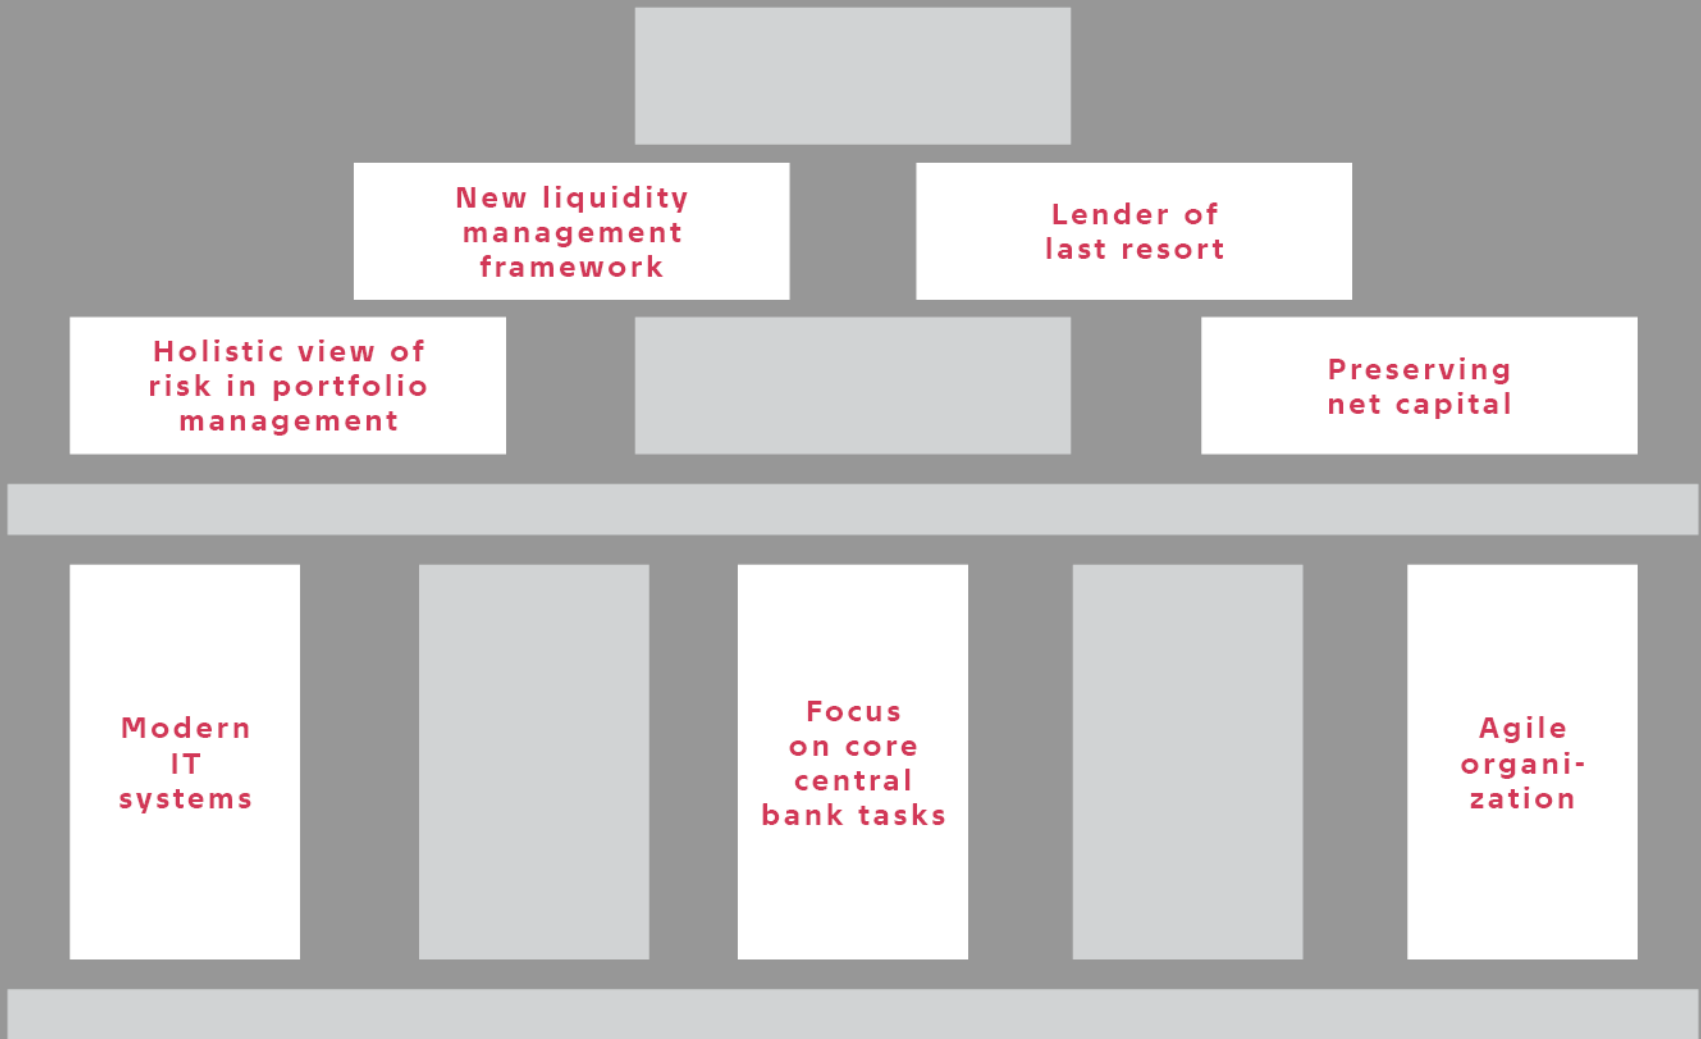 New liquidity
management
framework
Lender of
last resort
Holistic view of
risk in portfolio
management
Preserving
net capital
Modern
IT
systems
Focus
on core
central
bank tasks
Agile
organi-
zation